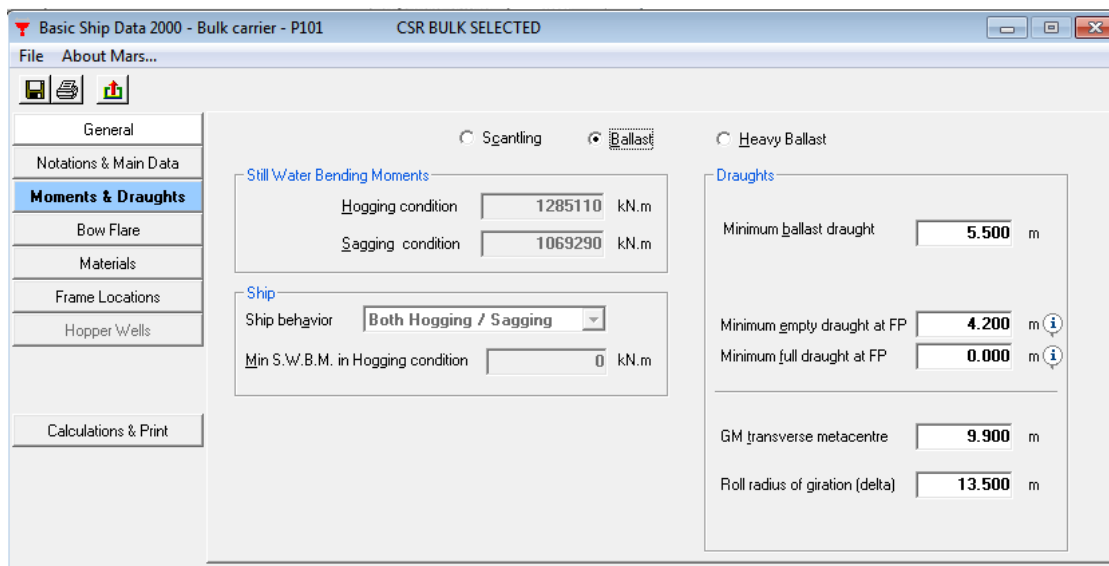 Basic Ship Data 2000 - Bulk carrier - P101 CSR BULK SELECTED
File About Mars...
General
Notations & Main Data
Moments & Draughts
Bow Flare
Materials
Frame Locations
Hopper Wells
Calculations & Print
Scantling Ballast Heavy Ballast
Still Water Bending Moments
Hogging condition 1285110 kN.m
Sagging condition 1069290 kN.m
Ship
Ship behavior Both Hogging / Sagging
Min S.W.B.M. in Hogging condition 0 kN.m
Draughts
Minimum ballast draught 5.500 m
Minimum empty draught at FP 4.200 m
Minimum full draught at FP 0.000 m
GM transverse metacentre 9.900 m
Roll radius of giration (delta) 13.500 m